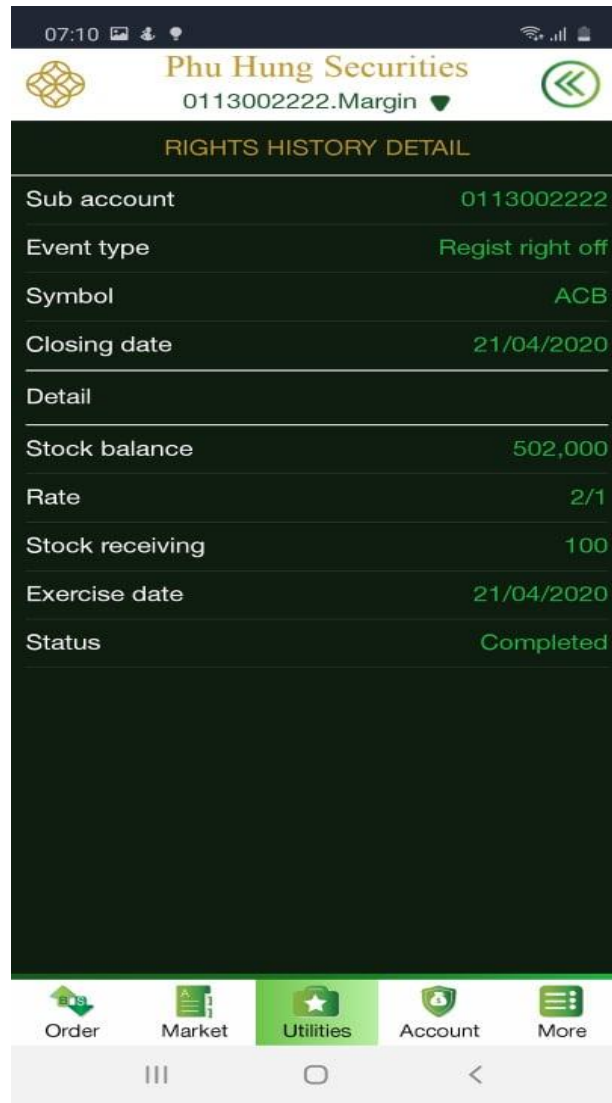 07:10
Phu Hung Securities
0113002222.Margin
RIGHTS HISTORY DETAIL
Sub account 0113002222
Event type Regist right off
Symbol ACB
Closing date 21/04/2020
Detail
Stock balance 502,000
Rate 2/1
Stock receiving 100
Exercise date 21/04/2020
Status Completed
Order Market Utilities Account More